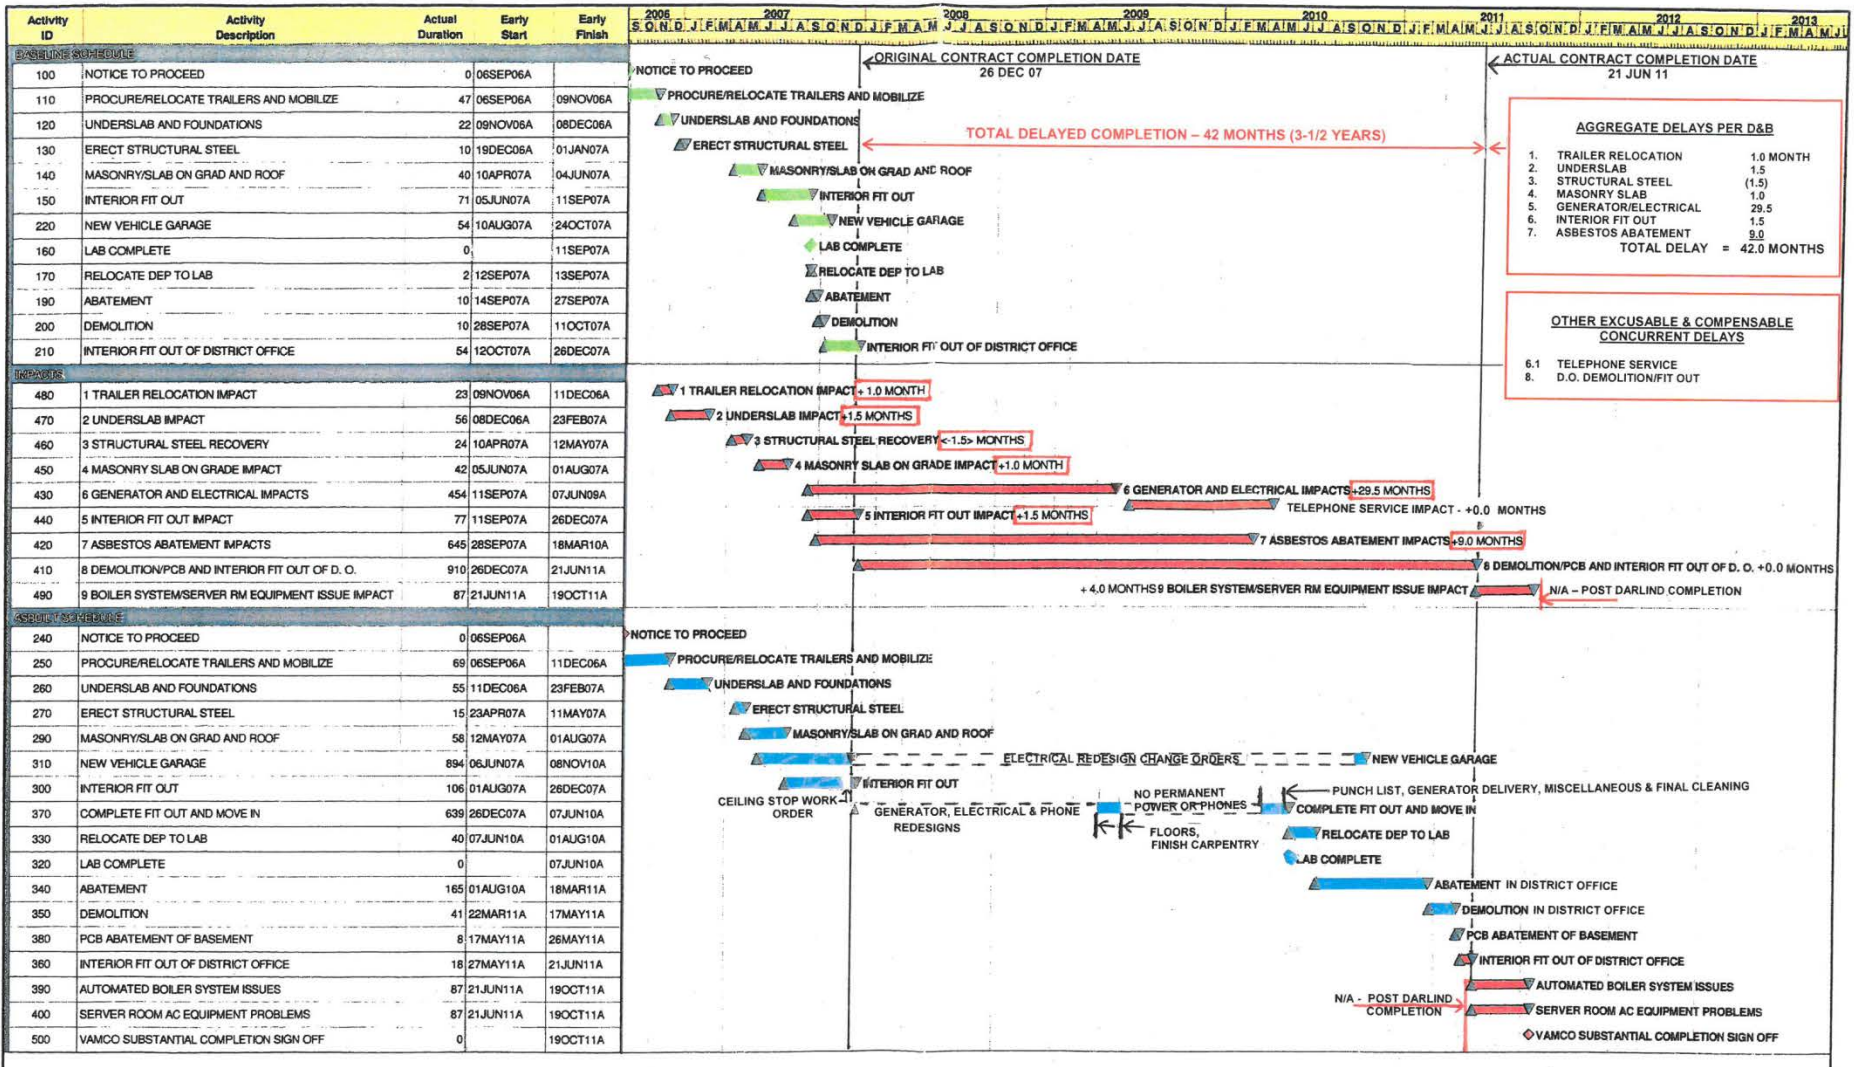 Activity ID Activity Description Actual Duration Early Start Early Finish
2006 2007 2008 2009 2010 2011 2012 2013
BASELINE SCHEDULE
100 NOTICE TO PROCEED 0 06SEP06A
110 PROCURE/RELOCATE TRAILERS AND MOBILIZE 47 06SEP06A 09NOV06A
120 UNDERSLAB AND FOUNDATIONS 22 09NOV06A 08DEC06A
130 ERECT STRUCTURAL STEEL 10 19DEC06A 01JAN07A
140 MASONRY/SLAB ON GRAD AND ROOF 40 10APR07A 04JUN07A
150 INTERIOR FIT OUT 71 05JUN07A 11SEP07A
220 NEW VEHICLE GARAGE 54 10AUG07A 24OCT07A
160 LAB COMPLETE 0 11SEP07A
170 RELOCATE DEP TO LAB 2 12SEP07A 13SEP07A
190 ABATEMENT 10 14SEP07A 27SEP07A
200 DEMOLITION 10 28SEP07A 11OCT07A
210 INTERIOR FIT OUT OF DISTRICT OFFICE 54 12OCT07A 26DEC07A
IMPACTS
480 1 TRAILER RELOCATION IMPACT 23 09NOV06A 11DEC06A
470 2 UNDERSLAB IMPACT 56 08DEC06A 23FEB07A
460 3 STRUCTURAL STEEL RECOVERY 24 10APR07A 12MAY07A
450 4 MASONRY SLAB ON GRADE IMPACT 42 05JUN07A 01AUG07A
430 6 GENERATOR AND ELECTRICAL IMPACTS 454 11SEP07A 07JUN09A
440 5 INTERIOR FIT OUT IMPACT 77 11SEP07A 26DEC07A
420 7 ASBESTOS ABATEMENT IMPACTS 645 28SEP07A 18MAR10A
410 8 DEMOLITION/PCB AND INTERIOR FIT OUT OF D. O. 910 26DEC07A 21JUN11A
490 9 BOILER SYSTEM/SERVER RM EQUIPMENT ISSUE IMPACT 87 21JUN11A 19OCT11A
ASBUILT SCHEDULE
240 NOTICE TO PROCEED 0 06SEP06A
250 PROCURE/RELOCATE TRAILERS AND MOBILIZE 69 06SEP06A 11DEC06A
260 UNDERSLAB AND FOUNDATIONS 55 11DEC06A 23FEB07A
270 ERECT STRUCTURAL STEEL 15 23APR07A 11MAY07A
290 MASONRY/SLAB ON GRAD AND ROOF 58 12MAY07A 01AUG07A
310 NEW VEHICLE GARAGE 894 06JUN07A 08NOV10A
300 INTERIOR FIT OUT 106 01AUG07A 26DEC07A
370 COMPLETE FIT OUT AND MOVE IN 639 26DEC07A 07JUN10A
330 RELOCATE DEP TO LAB 40 07JUN10A 01AUG10A
320 LAB COMPLETE 0 07JUN10A
340 ABATEMENT 165 01AUG10A 18MAR11A
350 DEMOLITION 41 22MAR11A 17MAY11A
380 PCB ABATEMENT OF BASEMENT 8 17MAY11A 26MAY11A
360 INTERIOR FIT OUT OF DISTRICT OFFICE 18 27MAY11A 21JUN11A
390 AUTOMATED BOILER SYSTEM ISSUES 87 21JUN11A 19OCT11A
400 SERVER ROOM AC EQUIPMENT PROBLEMS 87 21JUN11A 19OCT11A
500 VAMCO SUBSTANTIAL COMPLETION SIGN OFF 0 19OCT11A
ORIGINAL CONTRACT COMPLETION DATE
26 DEC 07
ACTUAL CONTRACT COMPLETION DATE
21 JUN 11
NOTICE TO PROCEED
PROCURE/RELOCATE TRAILERS AND MOBILIZE
UNDERSLAB AND FOUNDATIONS
TOTAL DELAYED COMPLETION – 42 MONTHS (3-1/2 YEARS)
ERECT STRUCTURAL STEEL
MASONRY/SLAB ON GRAD AND ROOF
INTERIOR FIT OUT
NEW VEHICLE GARAGE
LAB COMPLETE
RELOCATE DEP TO LAB
ABATEMENT
DEMOLITION
INTERIOR FIT OUT OF DISTRICT OFFICE
AGGREGATE DELAYS PER D&B
1. TRAILER RELOCATION 1.0 MONTH
2. UNDERSLAB 1.5
3. STRUCTURAL STEEL (1.5)
4. MASONRY SLAB 1.0
5. GENERATOR/ELECTRICAL 29.5
6. INTERIOR FIT OUT 1.5
7. ASBESTOS ABATEMENT 9.0
TOTAL DELAY = 42.0 MONTHS
OTHER EXCUSABLE & COMPENSABLE
CONCURRENT DELAYS
6.1 TELEPHONE SERVICE
8. D.O. DEMOLITION/FIT OUT
1 TRAILER RELOCATION IMPACT + 1.0 MONTH
2 UNDERSLAB IMPACT +1.5 MONTHS
3 STRUCTURAL STEEL RECOVERY <-1.5> MONTHS
4 MASONRY SLAB ON GRADE IMPACT +1.0 MONTH
6 GENERATOR AND ELECTRICAL IMPACTS +29.5 MONTHS
TELEPHONE SERVICE IMPACT - +0.0 MONTHS
5 INTERIOR FIT OUT IMPACT +1.5 MONTHS
7 ASBESTOS ABATEMENT IMPACTS +9.0 MONTHS
8 DEMOLITION/PCB AND INTERIOR FIT OUT OF D. O. +0.0 MONTHS
+ 4.0 MONTHS 9 BOILER SYSTEM/SERVER RM EQUIPMENT ISSUE IMPACT
N/A – POST DARLIND COMPLETION
NOTICE TO PROCEED
PROCURE/RELOCATE TRAILERS AND MOBILIZE
UNDERSLAB AND FOUNDATIONS
ERECT STRUCTURAL STEEL
MASONRY/SLAB ON GRAD AND ROOF
ELECTRICAL REDESIGN CHANGE ORDERS
NEW VEHICLE GARAGE
INTERIOR FIT OUT
CEILING STOP WORK
ORDER
GENERATOR, ELECTRICAL & PHONE
REDESIGNS
NO PERMANENT
POWER OR PHONES
FLOORS,
FINISH CARPENTRY
PUNCH LIST, GENERATOR DELIVERY, MISCELLANEOUS & FINAL CLEANING
COMPLETE FIT OUT AND MOVE IN
RELOCATE DEP TO LAB
LAB COMPLETE
ABATEMENT IN DISTRICT OFFICE
DEMOLITION IN DISTRICT OFFICE
PCB ABATEMENT OF BASEMENT
INTERIOR FIT OUT OF DISTRICT OFFICE
AUTOMATED BOILER SYSTEM ISSUES
N/A - POST DARLIND
COMPLETION
SERVER ROOM AC EQUIPMENT PROBLEMS
VAMCO SUBSTANTIAL COMPLETION SIGN OFF